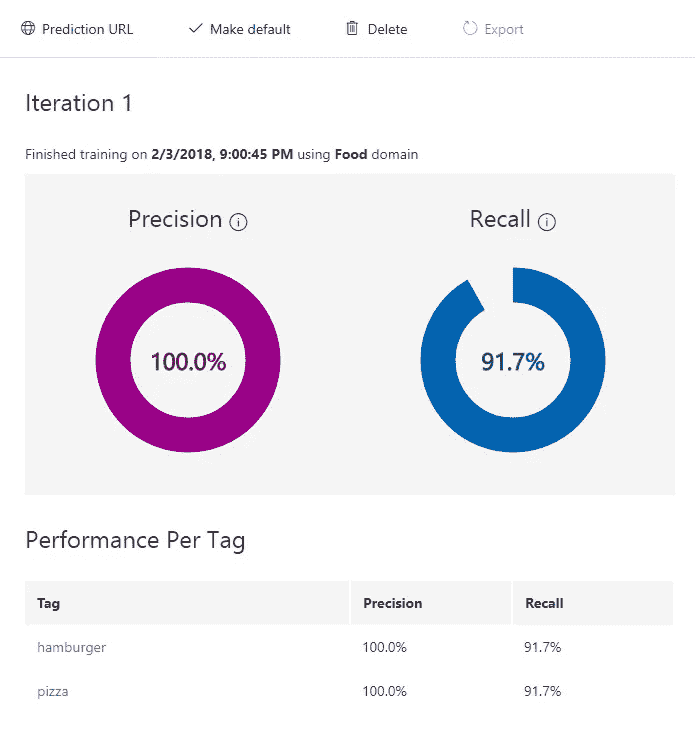 Prediction URL Make default Delete Export
Iteration 1
Finished training on 2/3/2018, 9:00:45 PM using Food domain
Precision Recall
100.0% 91.7%
Performance Per Tag
Tag Precision Recall
hamburger 100.0% 91.7%
pizza 100.0% 91.7%